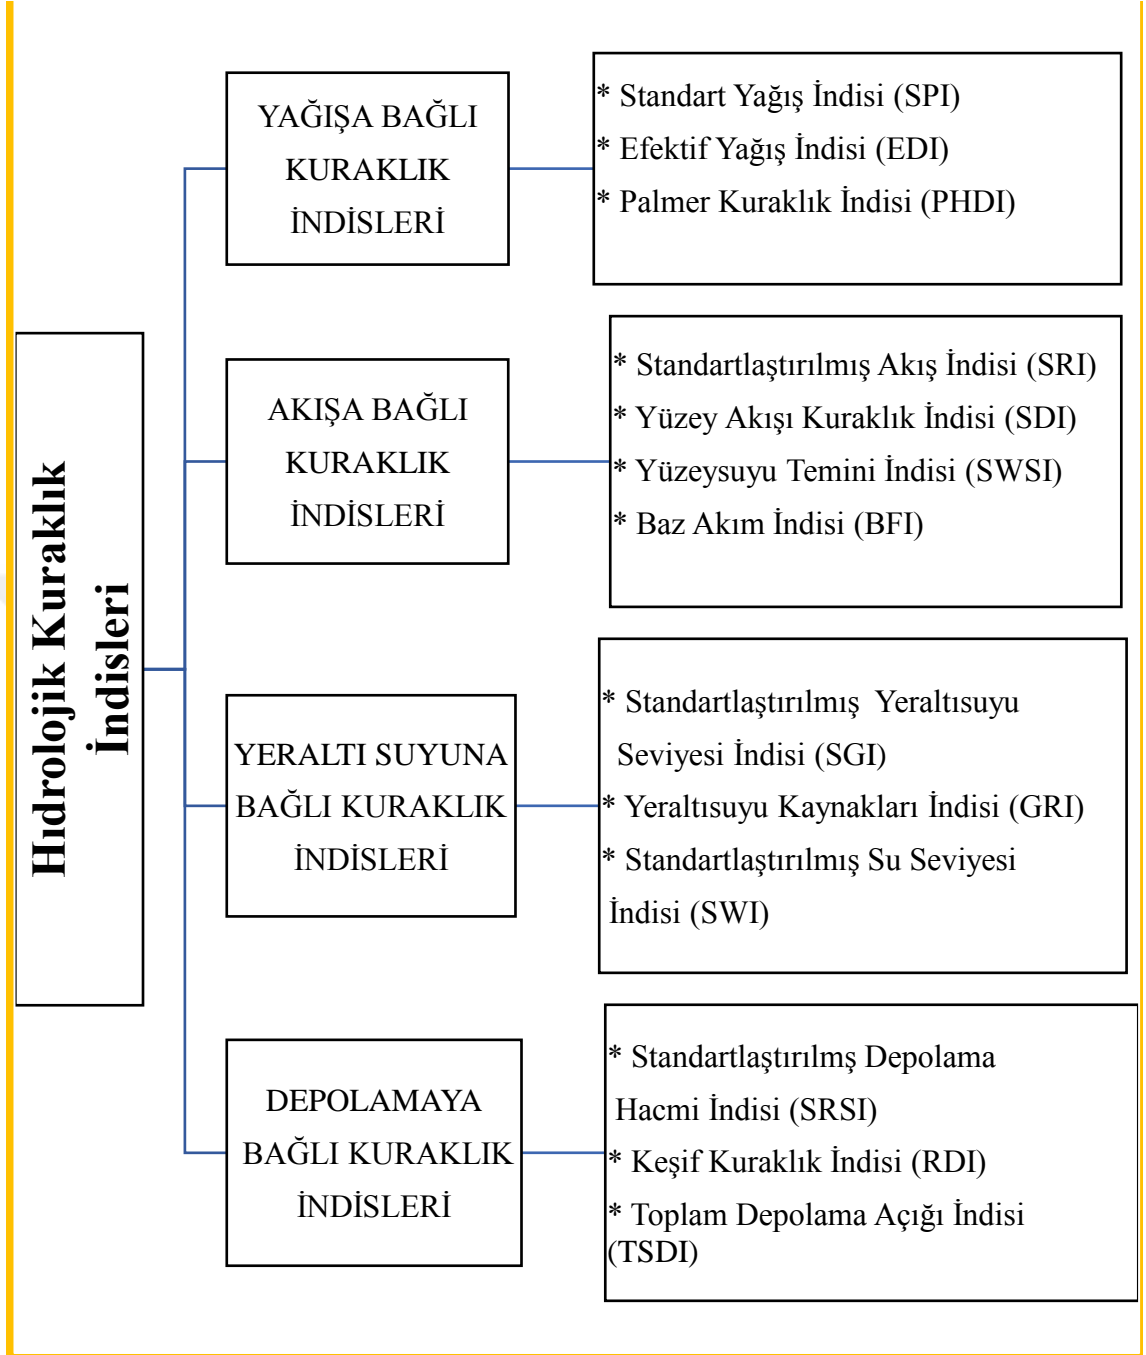 Hıdrolojik Kuraklık
İndisleri
YAĞIŞA BAĞLI
KURAKLIK
İNDİSLERİ
* Standart Yağış İndisi (SPI)
* Efektif Yağış İndisi (EDI)
* Palmer Kuraklık İndisi (PHDI)
AKIŞA BAĞLI
KURAKLIK
İNDİSLERİ
* Standartlaştırılmış Akış İndisi (SRI)
* Yüzey Akışı Kuraklık İndisi (SDI)
* Yüzeysuyu Temini İndisi (SWSI)
* Baz Akım İndisi (BFI)
YERALTI SUYUNA
BAĞLI KURAKLIK
İNDİSLERİ
* Standartlaştırılmış Yeraltısuyu
Seviyesi İndisi (SGI)
* Yeraltısuyu Kaynakları İndisi (GRI)
* Standartlaştırılmış Su Seviyesi
İndisi (SWI)
DEPOLAMAYA
BAĞLI KURAKLIK
İNDİSLERİ
* Standartlaştırılmş Depolama
Hacmi İndisi (SRSI)
* Keşif Kuraklık İndisi (RDI)
* Toplam Depolama Açığı İndisi
(TSDI)